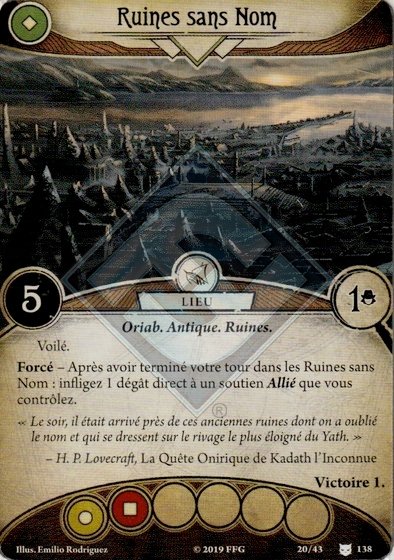 Ruines sans Nom
5
LIEU
1
Oriab. Antique. Ruines.
Voilé.
Forcé – Après avoir terminé votre tour dans les Ruines sans
Nom : infligez 1 dégât direct à un soutien Allié que vous
contrôlez.
« Le soir, il était arrivé près de ces anciennes ruines dont on a oublié
le nom et qui se dressent sur le rivage le plus éloigné du Yath. »
– H. P. Lovecraft, La Quête Onirique de Kadath l'Inconnue
Victoire 1.
Illus. Emilio Rodriguez
© 2019 FFG
20/43
138
®